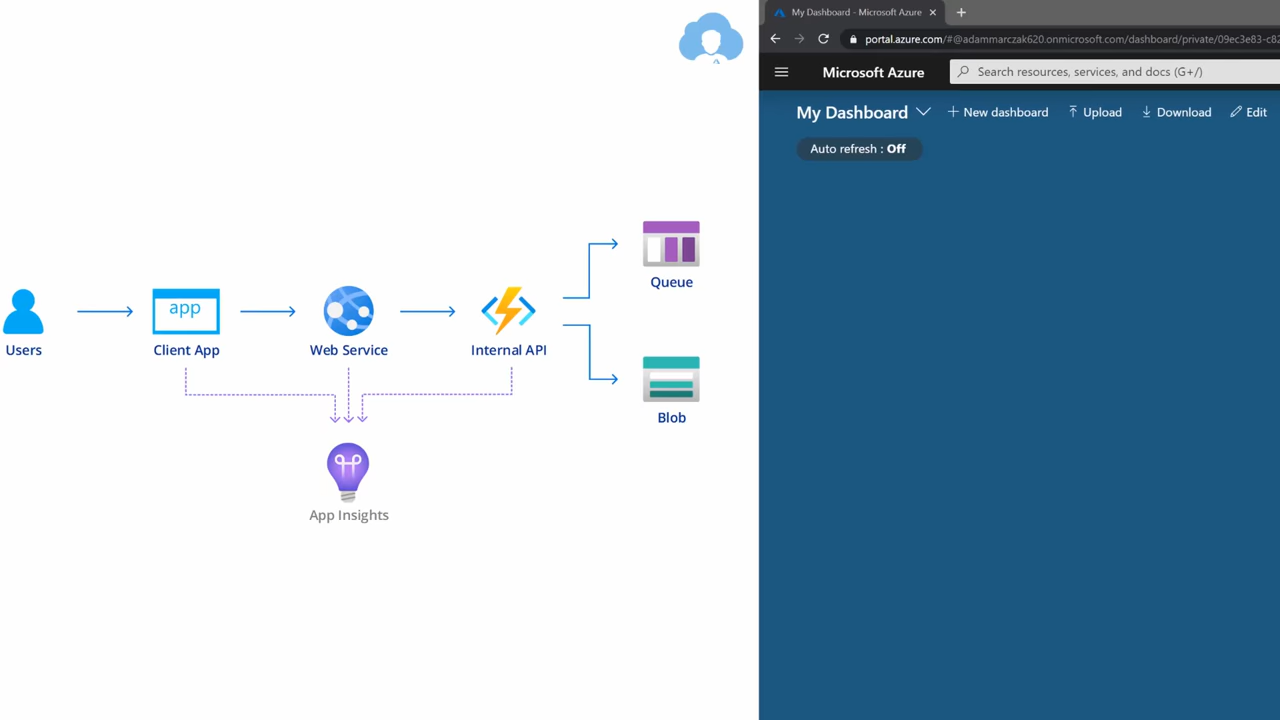 My Dashboard - Microsoft Azure
portal.azure.com/#@adammarczak620.onmicrosoft.com/dashboard/private/09ec3e83-c82
Microsoft Azure
Search resources, services, and docs (G+/)
My Dashboard
New dashboard
Upload
Download
Edit
Auto refresh : Off
Queue
app
Users
Client App
Web Service
Internal API
Blob
App Insights